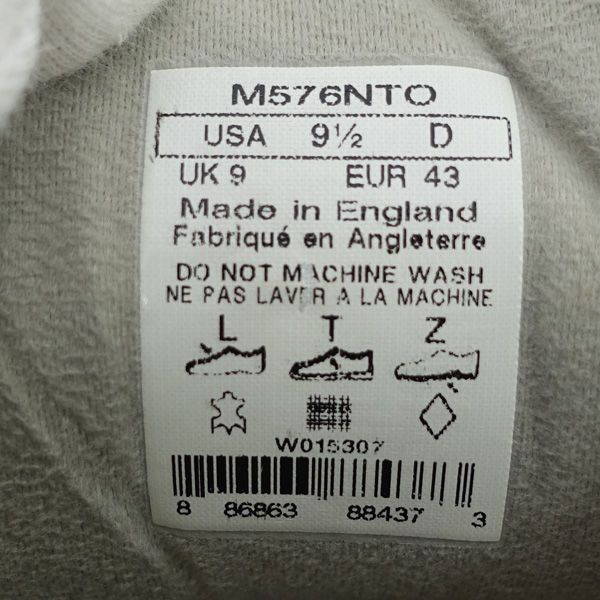 M576NTO
USA 9½ D
UK 9 EUR 43
Made in England
Fabriqué en Angleterre
DO NOT MACHINE WASH
NE PAS LAVER A LA MACHINE
L T Z
W015307
8 86863 88437 3